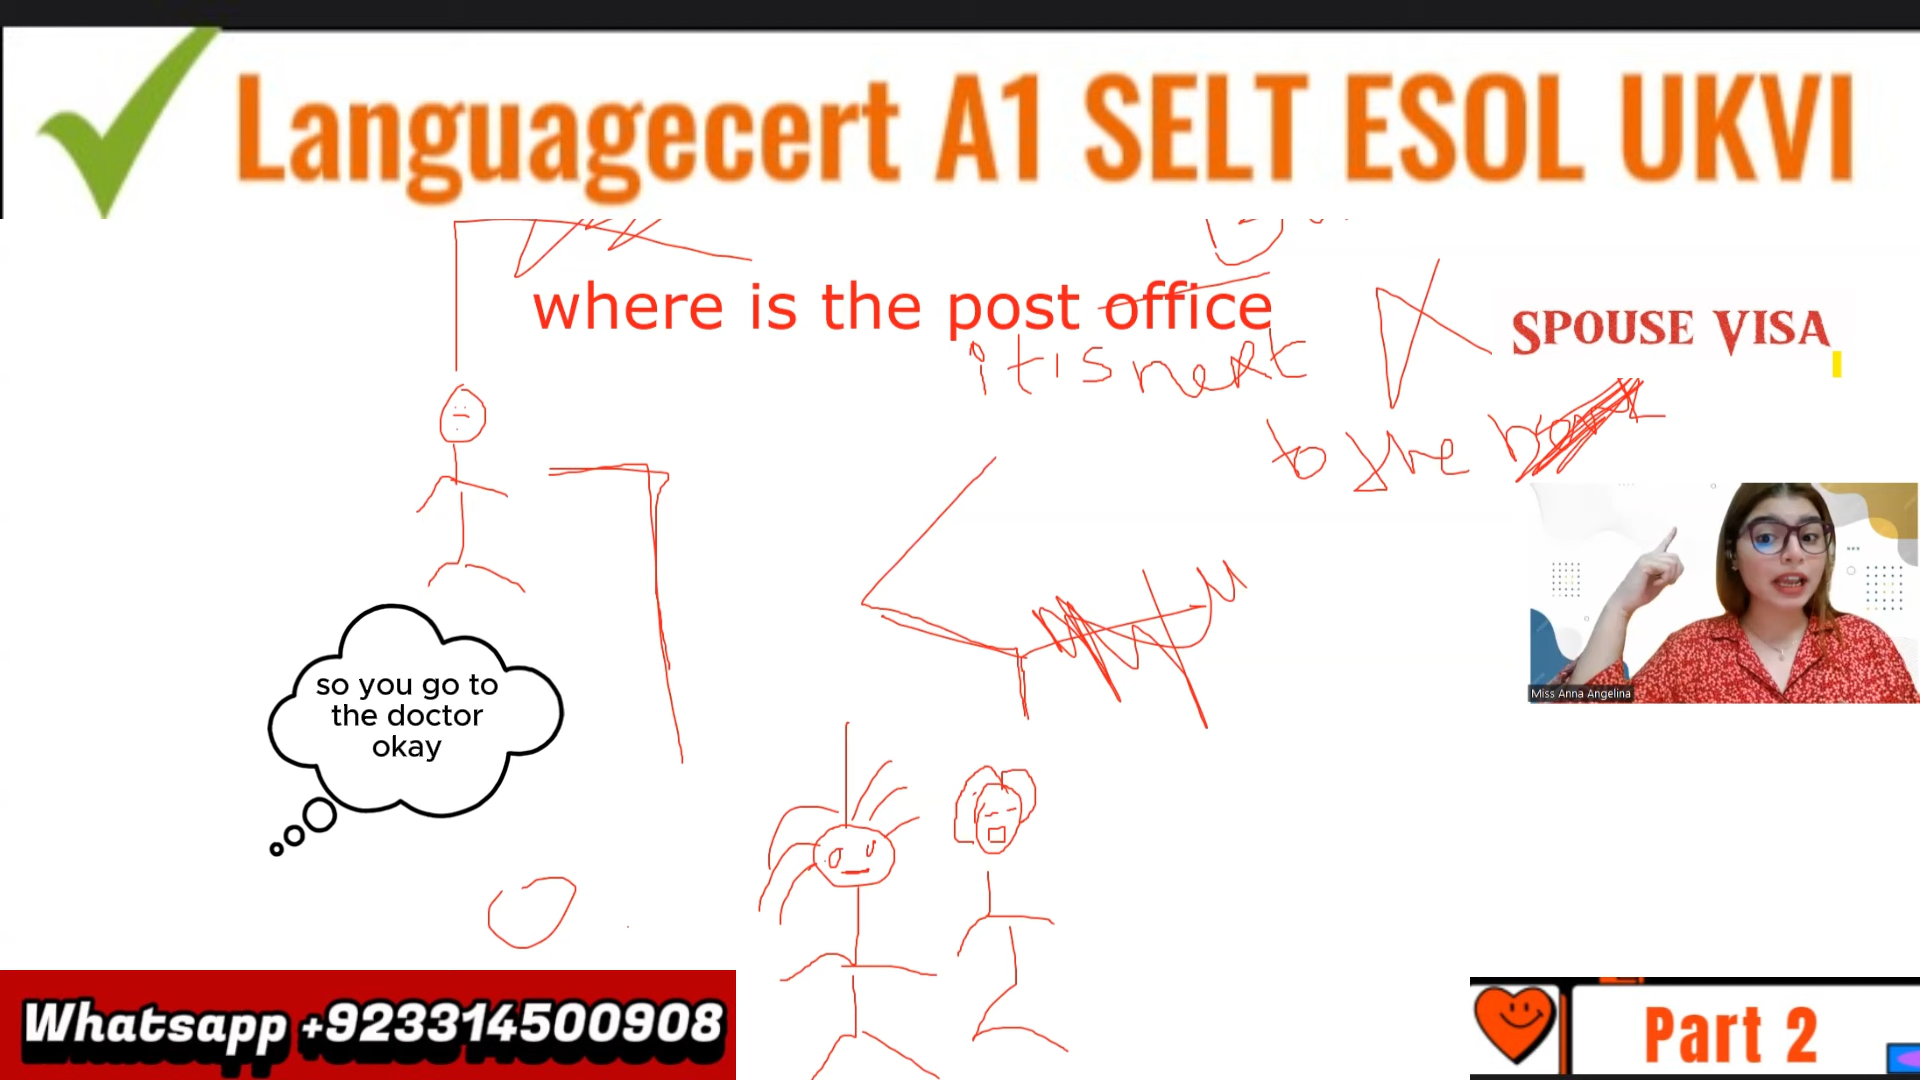 Languagecert A1 SELT ESOL UKVI
where is the post office
it is next
to the
SPOUSE VISA
so you go to
the doctor
okay
Miss Anna Angelina
Whatsapp +923314500908
Part 2